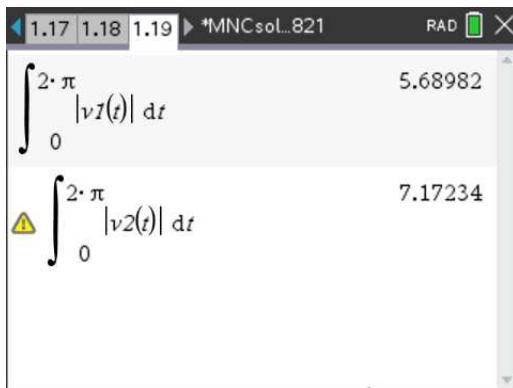 1.17 1.18 1.19 *MNCsol...821 RAD
∫ 2·π 0 |v1(t)| dt 5.68982
∫ 2·π 0 |v2(t)| dt 7.17234